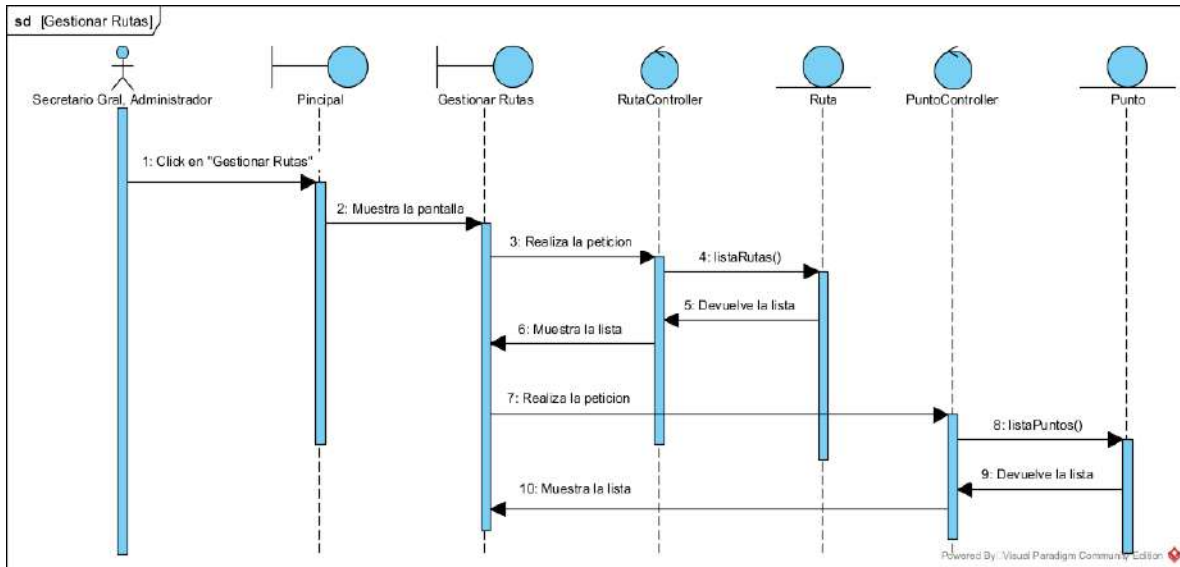 sd [Gestionar Rutas]
Secretario Gral, Administrador
Pincipal
Gestionar Rutas
RutaController
Ruta
PuntoController
Punto
1: Click en "Gestionar Rutas"
2: Muestra la pantalla
3: Realiza la peticion
4: listaRutas()
5: Devuelve la lista
6: Muestra la lista
7: Realiza la peticion
8: listaPuntos()
9: Devuelve la lista
10: Muestra la lista
Powered By Visual Paradigm Community Edition